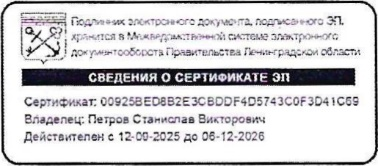 Подлинник электронного документа, подписанного ЭП,
хранится в Межведомственной системе электронного
документооборота Правительства Ленинградской области
СВЕДЕНИЯ О СЕРТИФИКАТЕ ЭП
Сертификат: 00925BED8B2E3CBDDF4D5743C0F3D41C69
Владелец: Петров Станислав Викторович
Действителен с 12-09-2025 до 06-12-2026